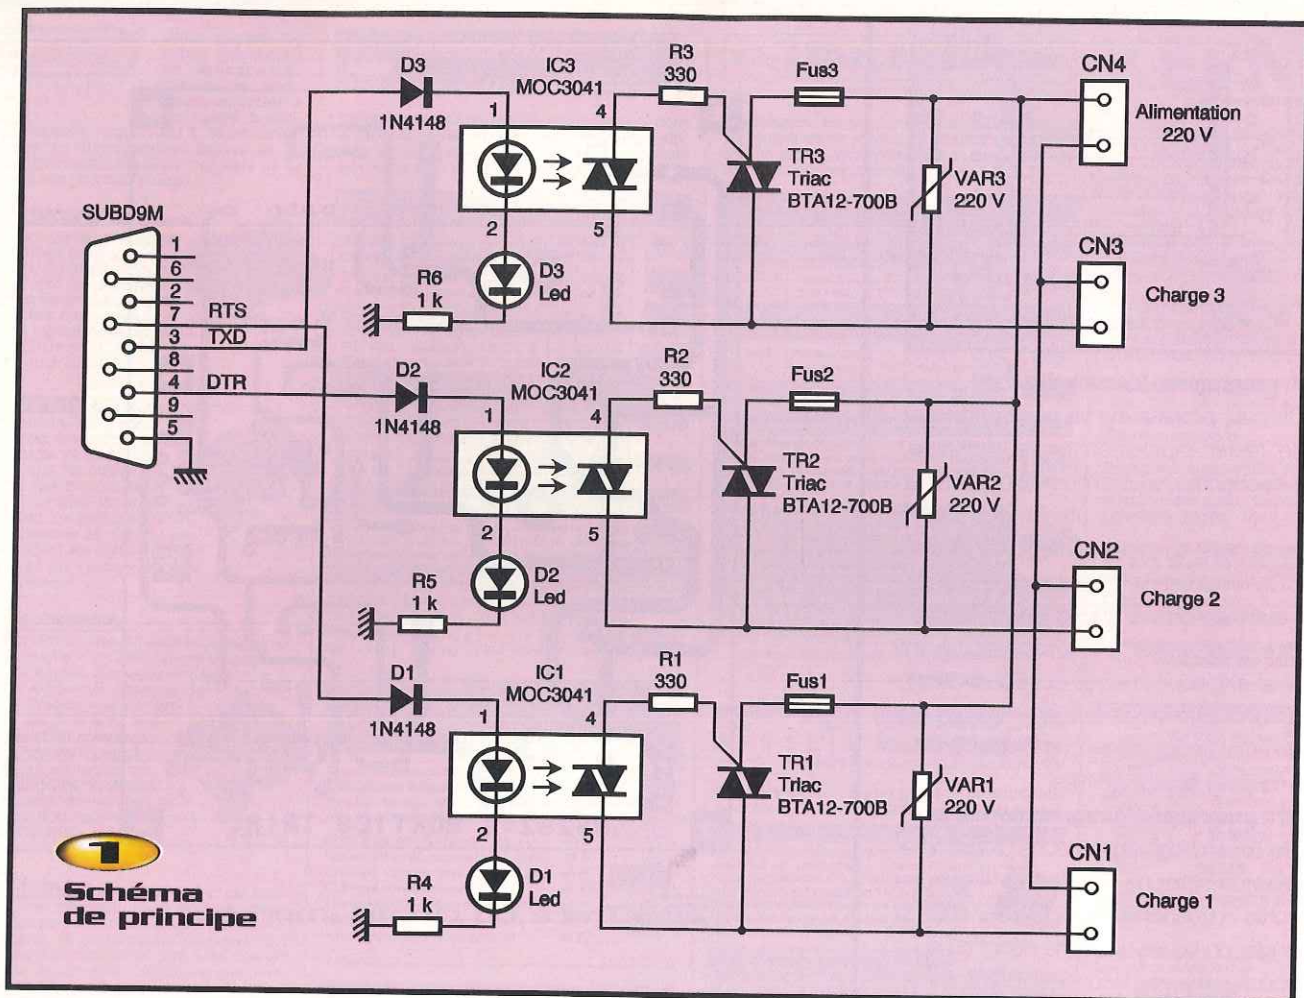 D3
1N4148
IC3
MOC3041
1
4
2
5
R3
330
Fus3
CN4
Alimentation
220 V
TR3
Triac
BTA12-700B
VAR3
220 V
CN3
Charge 3
D3
Led
R6
1 k
SUBD9M
1
6
2
7
RTS
3
TXD
8
4
DTR
9
5
D2
1N4148
IC2
MOC3041
1
4
2
5
R2
330
Fus2
TR2
Triac
BTA12-700B
VAR2
220 V
CN2
Charge 2
D2
Led
R5
1 k
D1
1N4148
IC1
MOC3041
1
4
2
5
R1
330
Fus1
TR1
Triac
BTA12-700B
VAR1
220 V
CN1
Charge 1
D1
Led
R4
1 k
1
Schéma
de principe